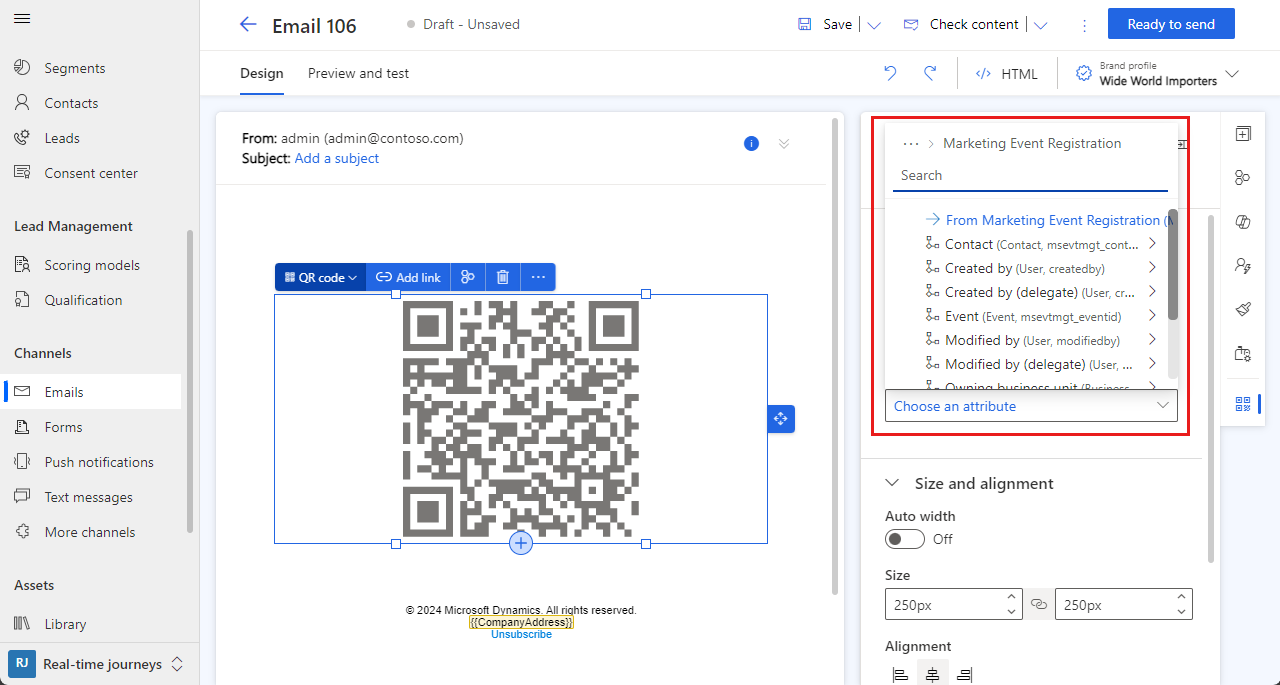 Email 106
Draft - Unsaved
Save
Check content
Ready to send
Design
Preview and test
HTML
Brand profile
Wide World Importers
Segments
Contacts
Leads
Consent center
Lead Management
Scoring models
Qualification
Channels
Emails
Forms
Push notifications
Text messages
More channels
Assets
Library
RJ
Real-time journeys
From: admin (admin@contoso.com)
Subject: Add a subject
QR code
Add link
© 2024 Microsoft Dynamics. All rights reserved.
{{CompanyAddress}}
Unsubscribe
... > Marketing Event Registration
Search
From Marketing Event Registration (M
Contact (Contact, msevtmgt_cont...
Created by (User, createdby)
Created by (delegate) (User, cr...
Event (Event, msevtmgt_eventid)
Modified by (User, modifiedby)
Modified by (delegate) (User, ...
Owning business unit (Business
Choose an attribute
Size and alignment
Auto width
Off
Size
250px
250px
Alignment